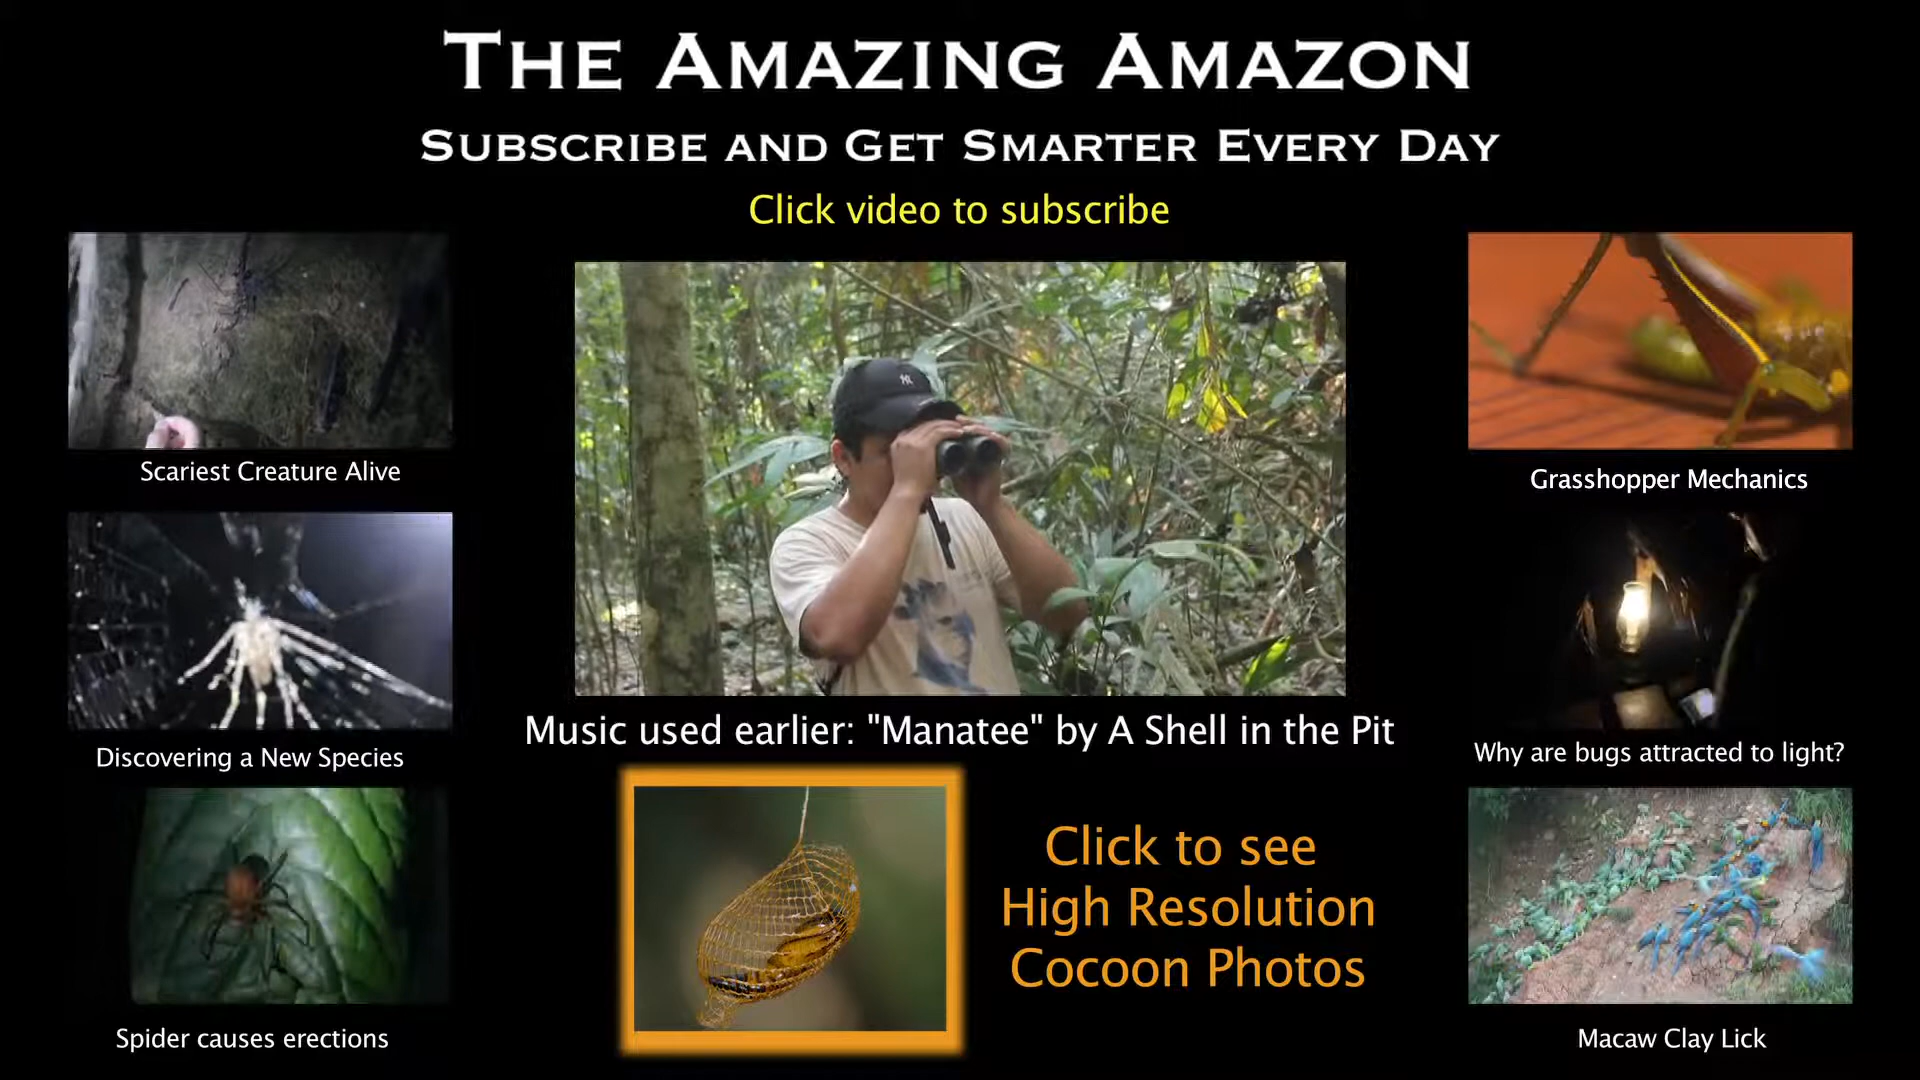 THE AMAZING AMAZON
SUBSCRIBE AND GET SMARTER EVERY DAY
Click video to subscribe
NY
Scariest Creature Alive
Grasshopper Mechanics
Discovering a New Species
Music used earlier: "Manatee" by A Shell in the Pit
Why are bugs attracted to light?
Click to see
High Resolution
Cocoon Photos
Spider causes erections
Macaw Clay Lick